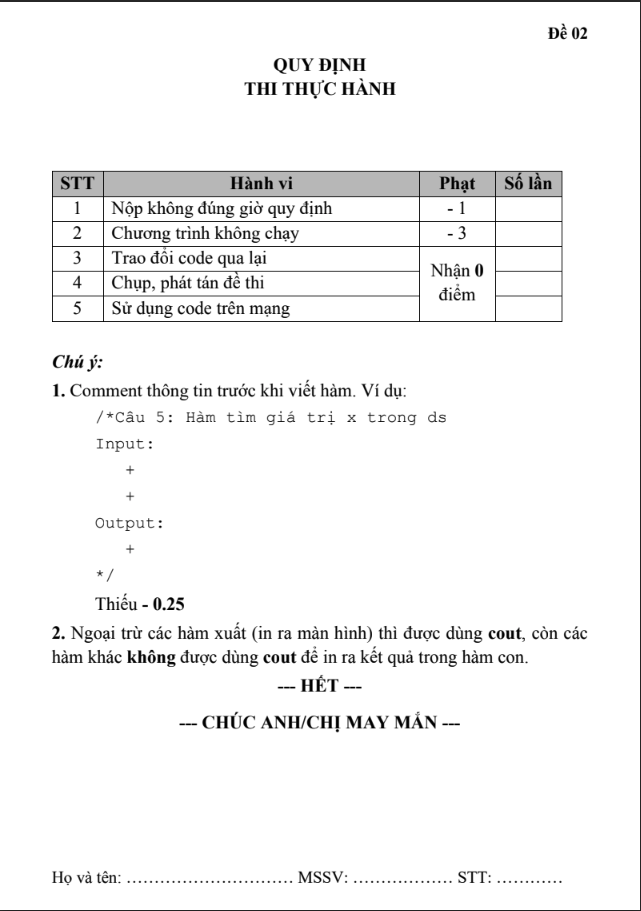 Đề 02
QUY ĐỊNH
THI THỰC HÀNH
STT Hành vi Phạt Số lần
1 Nộp không đúng giờ quy định - 1
2 Chương trình không chạy - 3
3 Trao đổi code qua lại
4 Chụp, phát tán đề thi
5 Sử dụng code trên mạng
Nhận 0
điểm
Chú ý:
1. Comment thông tin trước khi viết hàm. Ví dụ:
/*Câu 5: Hàm tìm giá trị x trong ds
Input:
+
+
Output:
+
*/
Thiếu - 0.25
2. Ngoại trừ các hàm xuất (in ra màn hình) thì được dùng cout, còn các
hàm khác không được dùng cout để in ra kết quả trong hàm con.
--- HẾT ---
--- CHÚC ANH/CHỊ MAY MẮN ---
Họ và tên: ................................ MSSV: ................... STT: ............